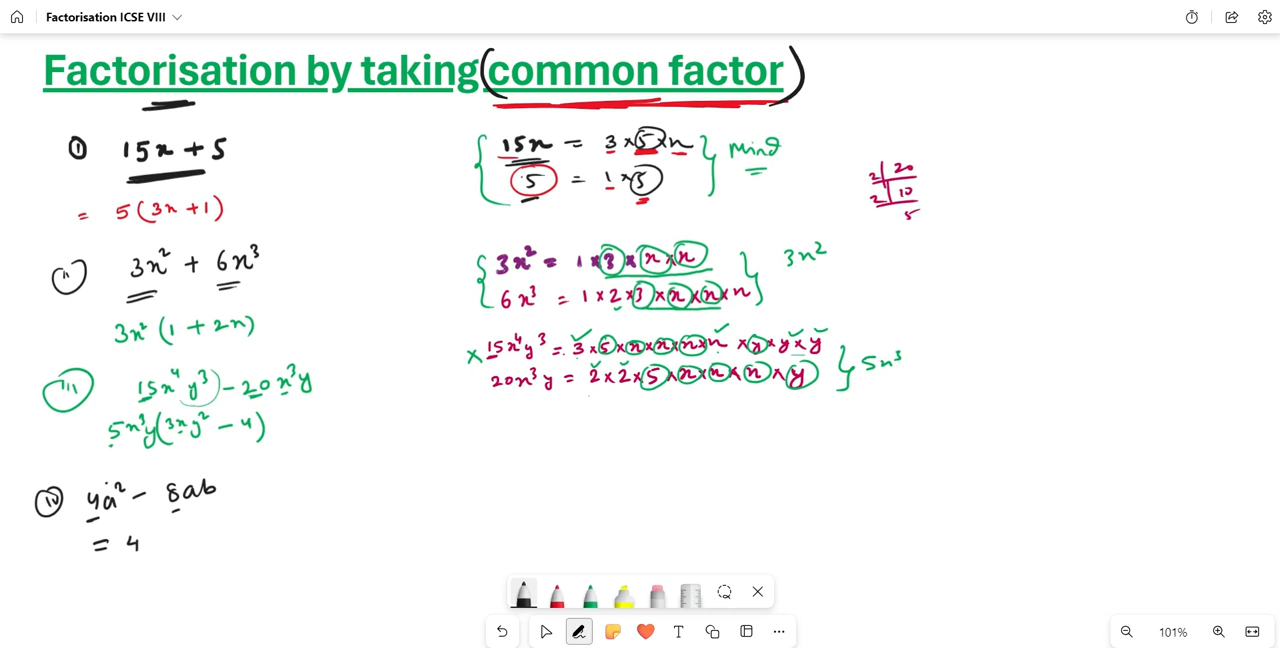 Factorisation ICSE VIII
Factorisation by taking (common factor)
① 15x + 5
= 5(3x+1)
15x = 3×5×x
5 = 1×5
Mind
2 | 20
2 | 10
5
(ii) 3x² + 6x³
3x²(1+2x)
3x² = 1×3×x×x
6x³ = 1×2×3×x×x×x
3x²
(iii) 15x⁴y³ - 20x³y
5x³y(3xy² - 4)
× 15x⁴y³ = 3×5×x×x×x×x×y×y×y
20x³y = 2×2×5×x×x×x×y
5x³
(iv) 4a² - 8ab
= 4
101%